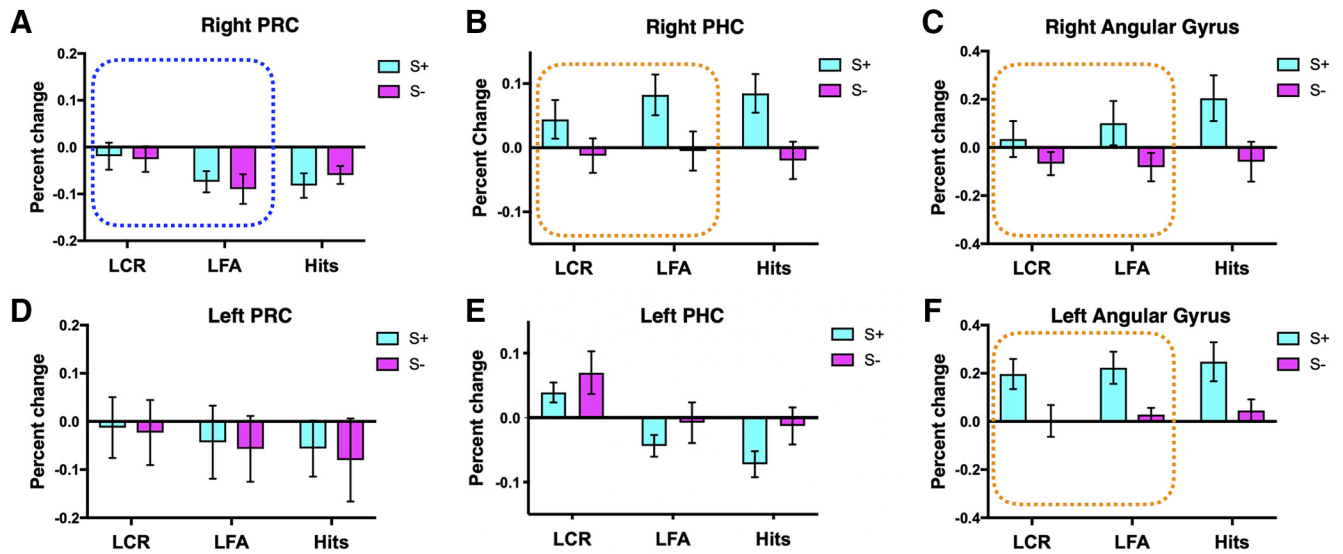 A
Right PRC
Percent change
0.2
0.1
0.0
-0.1
-0.2
LCR LFA Hits
S+
S-
B
Right PHC
Percent Change
0.1
0.0
-0.1
LCR LFA Hits
S+
S-
C
Right Angular Gyrus
Percent change
0.4
0.2
0.0
-0.2
-0.4
LCR LFA Hits
S+
S-
D
Left PRC
Percent change
0.2
0.1
0.0
-0.1
-0.2
LCR LFA Hits
S+
S-
E
Left PHC
Percent change
0.1
0.0
-0.1
LCR LFA Hits
S+
S-
F
Left Angular Gyrus
Percent change
0.4
0.2
0.0
-0.2
-0.4
LCR LFA Hits
S+
S-